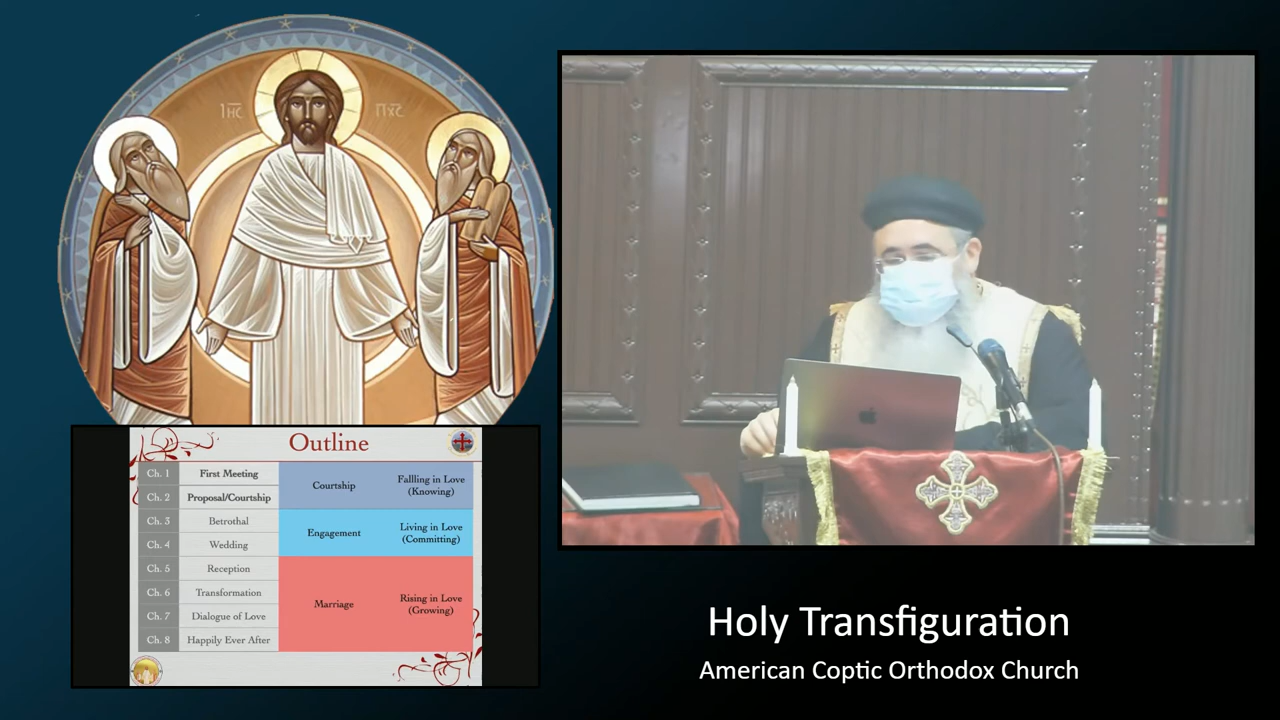 ⲒⲎⲤ ⲠⲬⲤ
Outline
Ch. 1 First Meeting
Courtship
Fallling in Love
(Knowing)
Ch. 2 Proposal/Courtship
Ch. 3 Betrothal
Engagement
Living in Love
(Committing)
Ch. 4 Wedding
Ch. 5 Reception
Ch. 6 Transformation
Marriage
Rising in Love
(Growing)
Ch. 7 Dialogue of Love
Ch. 8 Happily Ever After
Holy Transfiguration
American Coptic Orthodox Church